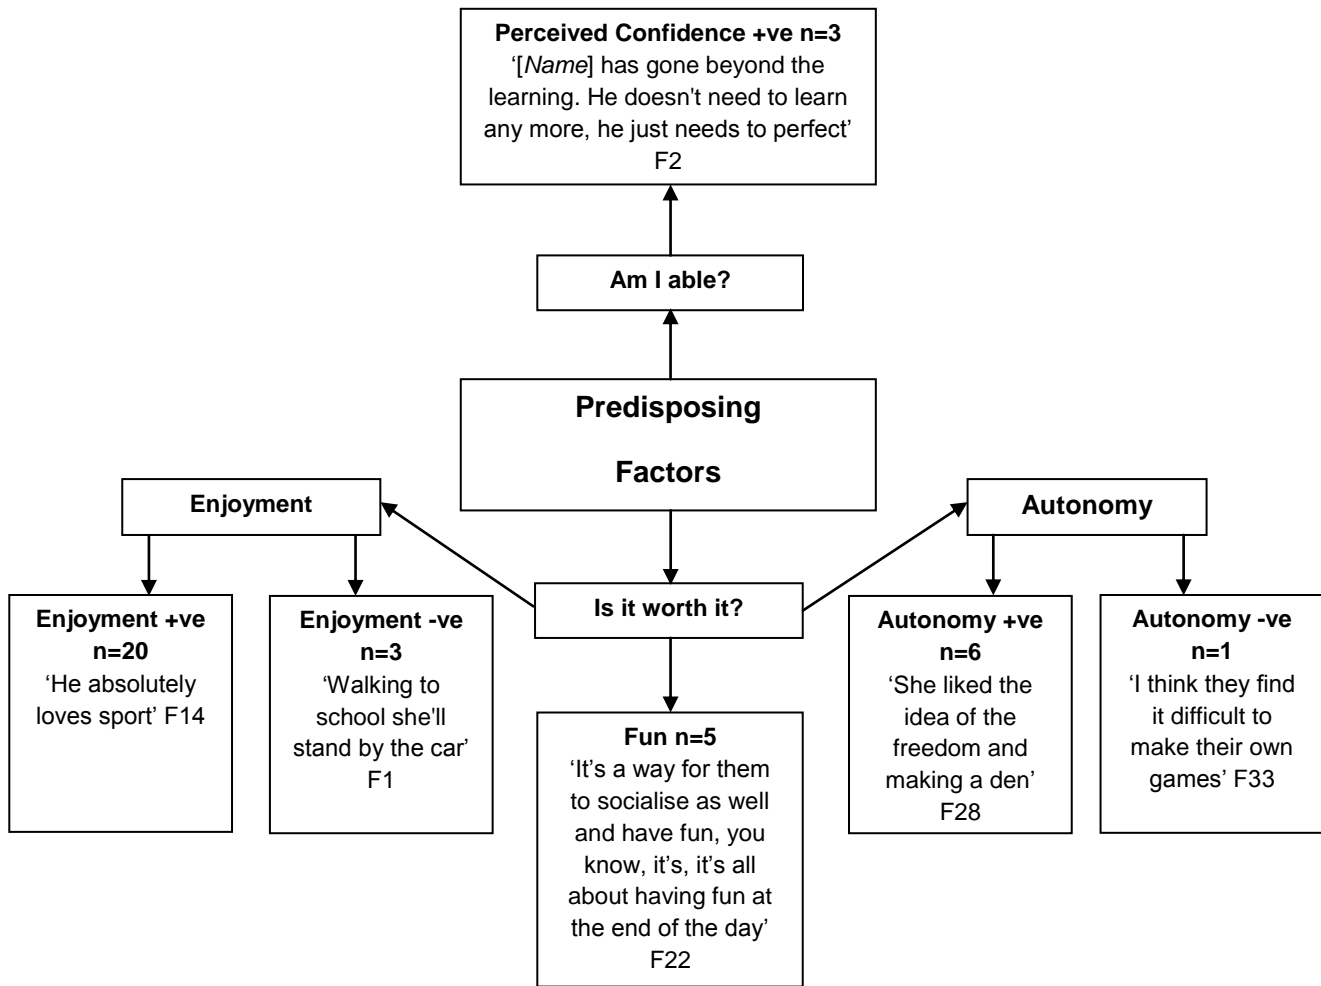 Perceived Confidence +ve n=3
‘[Name] has gone beyond the
learning. He doesn't need to learn
any more, he just needs to perfect’
F2
Am I able?
Predisposing
Factors
Enjoyment
Autonomy
Is it worth it?
Enjoyment +ve
n=20
‘He absolutely
loves sport’ F14
Enjoyment -ve
n=3
‘Walking to
school she'll
stand by the car’
F1
Fun n=5
‘It’s a way for them
to socialise as well
and have fun, you
know, it’s, it’s all
about having fun at
the end of the day’
F22
Autonomy +ve
n=6
‘She liked the
idea of the
freedom and
making a den’
F28
Autonomy -ve
n=1
‘I think they find
it difficult to
make their own
games’ F33